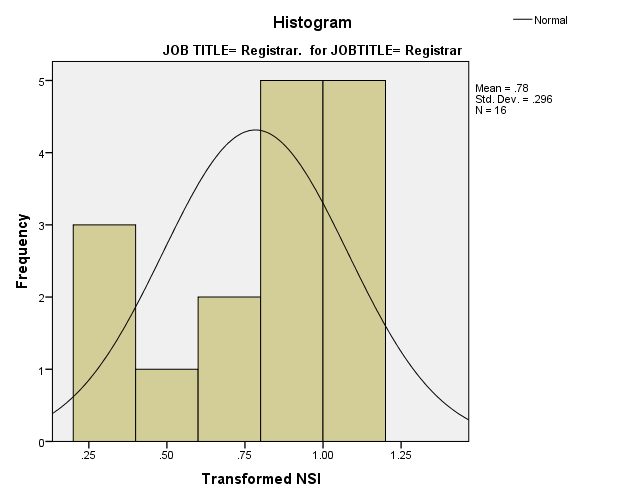 Histogram
Normal
JOB TITLE= Registrar.  for JOBTITLE= Registrar
Mean = .78
Std. Dev. = .296
N = 16
Frequency
5
4
3
2
1
0
.25 .50 .75 1.00 1.25
Transformed NSI